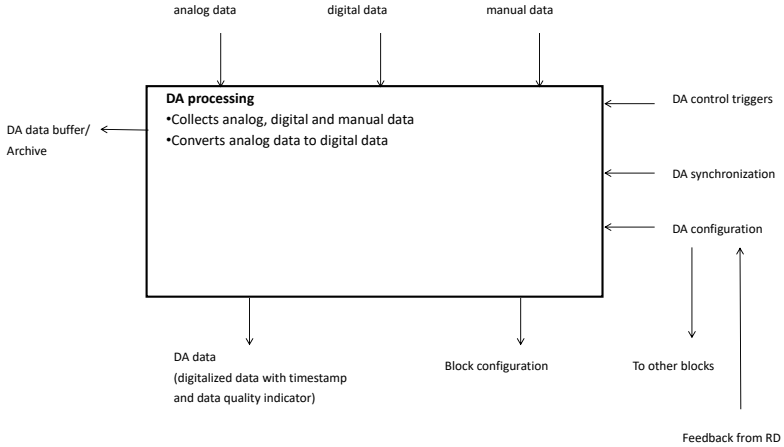 analog data
digital data
manual data
DA processing
•Collects analog, digital and manual data
•Converts analog data to digital data
DA data buffer/
Archive
DA control triggers
DA synchronization
DA configuration
DA data
(digitalized data with timestamp
and data quality indicator)
Block configuration
To other blocks
Feedback from RD